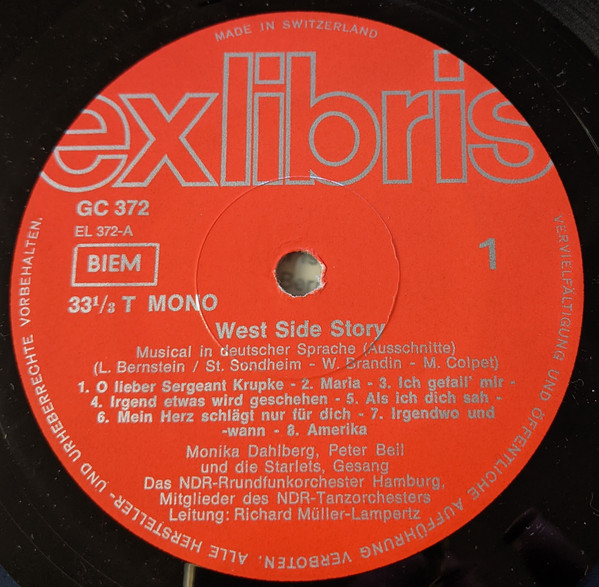 MADE IN SWITZERLAND
exlibris
GC 372
EL 372-A
BIEM
1
33 1/3 T MONO
West Side Story
Musical in deutscher Sprache (Ausschnitte)
(L. Bernstein / St. Sondheim - W. Brandin - M. Colpet)
1. O lieber Sergeant Krupke - 2. Maria - 3. Ich gefall' mir -
4. Irgend etwas wird geschehen - 5. Als ich dich sah -
6. Mein Herz schlägt nur für dich - 7. Irgendwo und
-wann - 8. Amerika
Monika Dahlberg, Peter Beil
und die Starlets, Gesang
Das NDR-Rrundfunkorchester Hamburg,
Mitglieder des NDR-Tanzorchesters
Leitung: Richard Müller-Lampertz
ALLE HERSTELLER- UND URHEBERRECHTE VORBEHALTEN. VERVIELFÄLTIGUNG UND ÖFFENTLICHE AUFFÜHRUNG VERBOTEN.